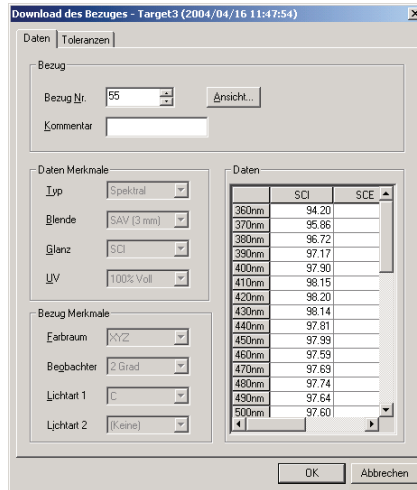 Download des Bezuges - Target3 (2004/04/16 11:47:54)
Daten Toleranzen
Bezug
Bezug Nr. 55 Ansicht...
Kommentar
Daten Merkmale
Typ Spektral
Blende SAV (3 mm)
Glanz SCI
UV 100% Voll
Bezug Merkmale
Farbraum XYZ
Beobachter 2 Grad
Lichtart 1 C
Lichtart 2 (Keine)
Daten
SCI SCE
360nm 94.20
370nm 95.86
380nm 96.72
390nm 97.17
400nm 97.90
410nm 98.15
420nm 98.20
430nm 98.14
440nm 97.81
450nm 97.99
460nm 97.59
470nm 97.69
480nm 97.74
490nm 97.64
500nm 97.60
OK Abbrechen